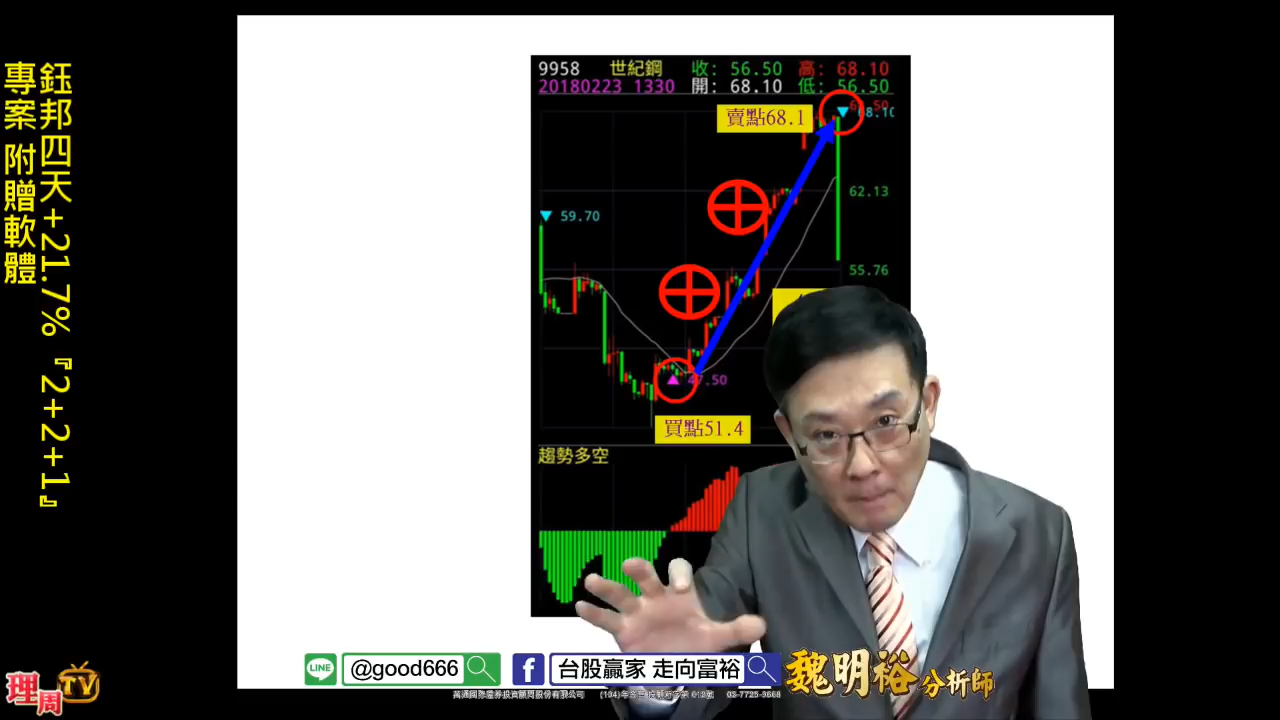 鈺邦四天+21.7%『2+2+1』
專案 附贈軟體
9958 世紀鋼 收: 56.50 高: 68.10
20180223 1330 開: 68.10 低: 56.50
賣點68.1
68.10
62.13
59.70
55.76
47.50
買點51.4
趨勢多空
LINE @good666
f 台股贏家 走向富裕
魏明裕 分析師
理周TV
03-7725-9668